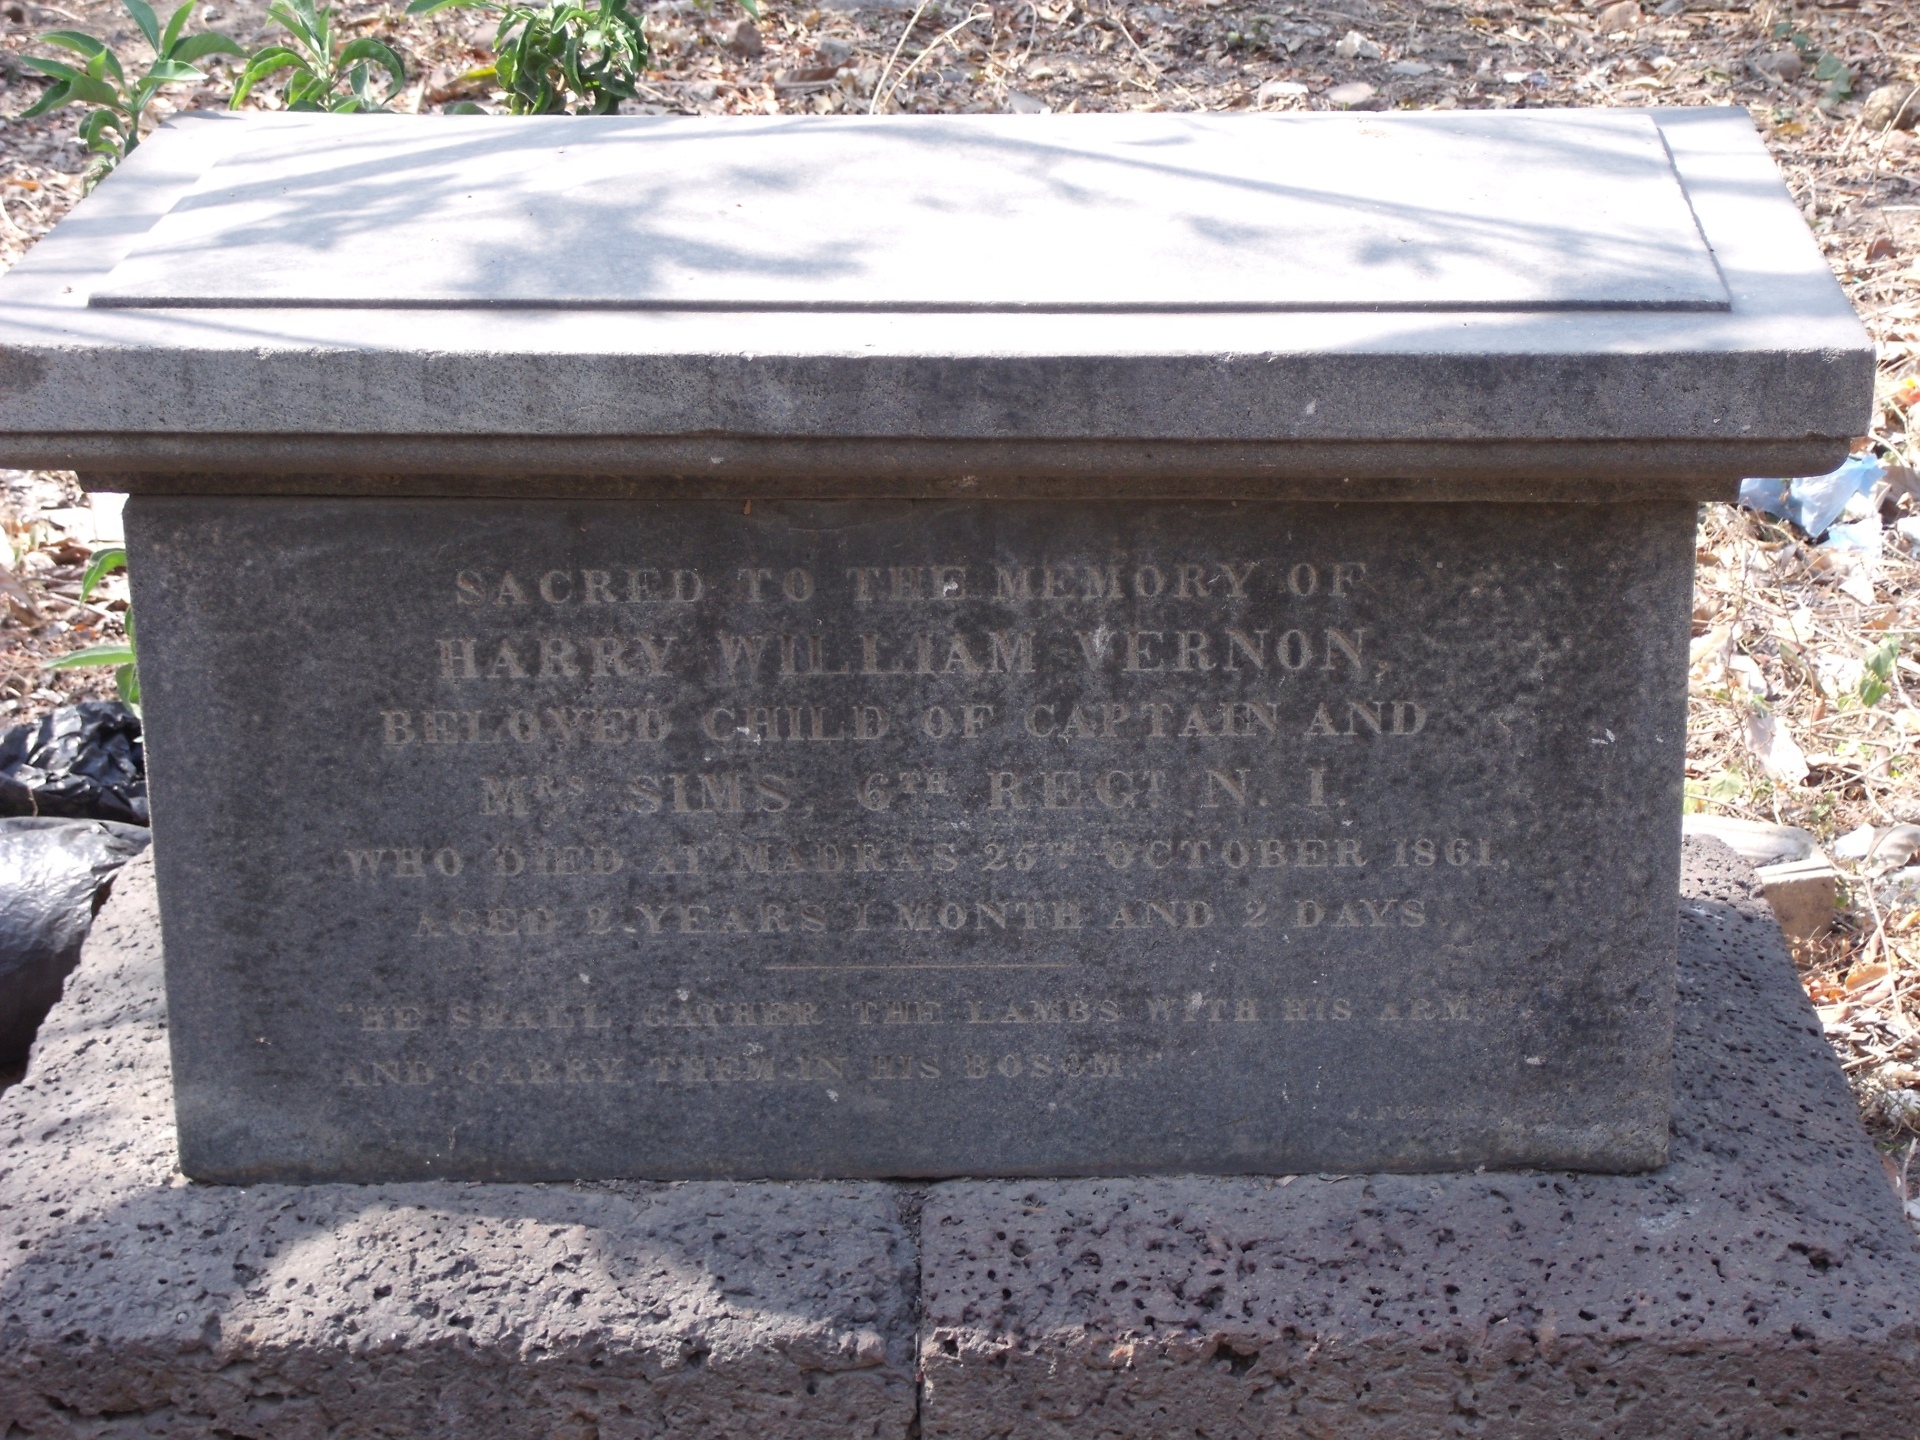 SACRED TO THE MEMORY OF
HARRY WILLIAM VERNON,
BELOVED CHILD OF CAPTAIN AND
MRS SIMS, 6TH REGT N. I.
WHO DIED AT MADRAS 25TH OCTOBER 1861,
AGED 2 YEARS 1 MONTH AND 2 DAYS.
"HE SHALL GATHER THE LAMBS WITH HIS ARM,
AND CARRY THEM IN HIS BOSOM."
J.